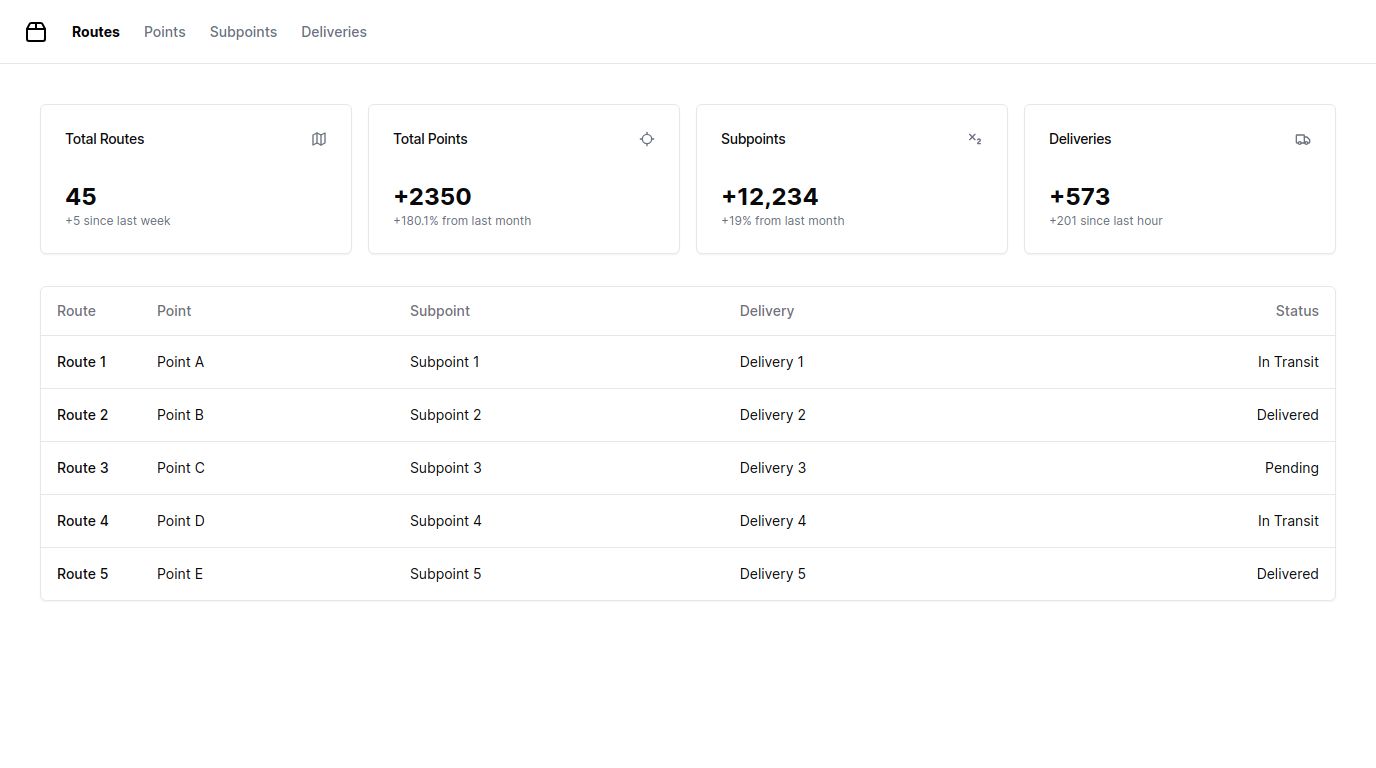 Routes Points Subpoints Deliveries
Total Routes
45
+5 since last week
Total Points
+2350
+180.1% from last month
Subpoints
+12,234
+19% from last month
Deliveries
+573
+201 since last hour
Route Point Subpoint Delivery Status
Route 1 Point A Subpoint 1 Delivery 1 In Transit
Route 2 Point B Subpoint 2 Delivery 2 Delivered
Route 3 Point C Subpoint 3 Delivery 3 Pending
Route 4 Point D Subpoint 4 Delivery 4 In Transit
Route 5 Point E Subpoint 5 Delivery 5 Delivered